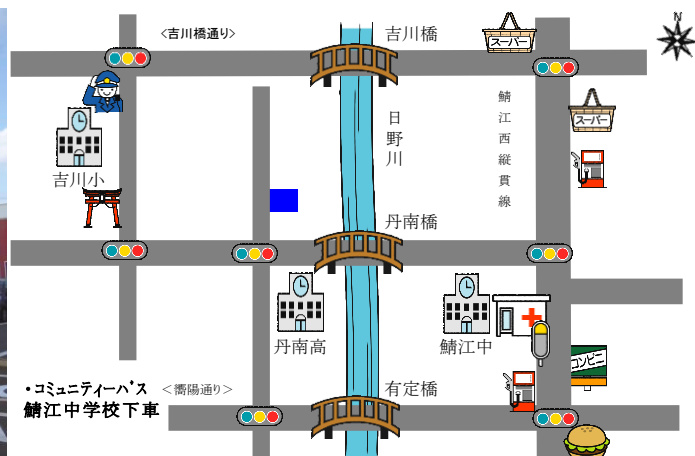 <吉川橋通り>
吉川橋
スーパー
N
スーパー
日野川
鯖江西縦貫線
吉川小
丹南橋
丹南高
鯖江中
コンビニ
・コミュニティーバス
鯖江中学校下車
<嚮陽通り>
有定橋